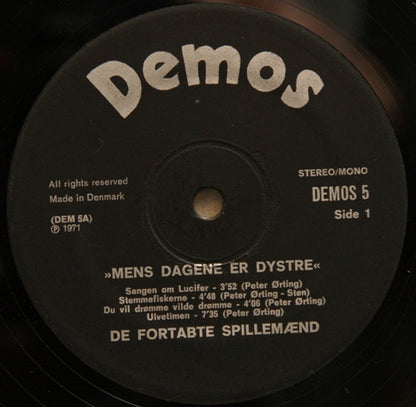 Demos
All rights reserved
Made in Denmark
(DEM 5A)
Ⓟ 1971
STEREO/MONO
DEMOS 5
Side 1
»MENS DAGENE ER DYSTRE«
Sangen om Lucifer - 3'52 (Peter Ørting)
Stemmefiskerne - 4'48 (Peter Ørting - Sten)
Du vil drømme vilde drømme - 4'06 (Peter Ørting)
Ulvetimen - 7'35 (Peter Ørting)
DE FORTABTE SPILLEMÆND